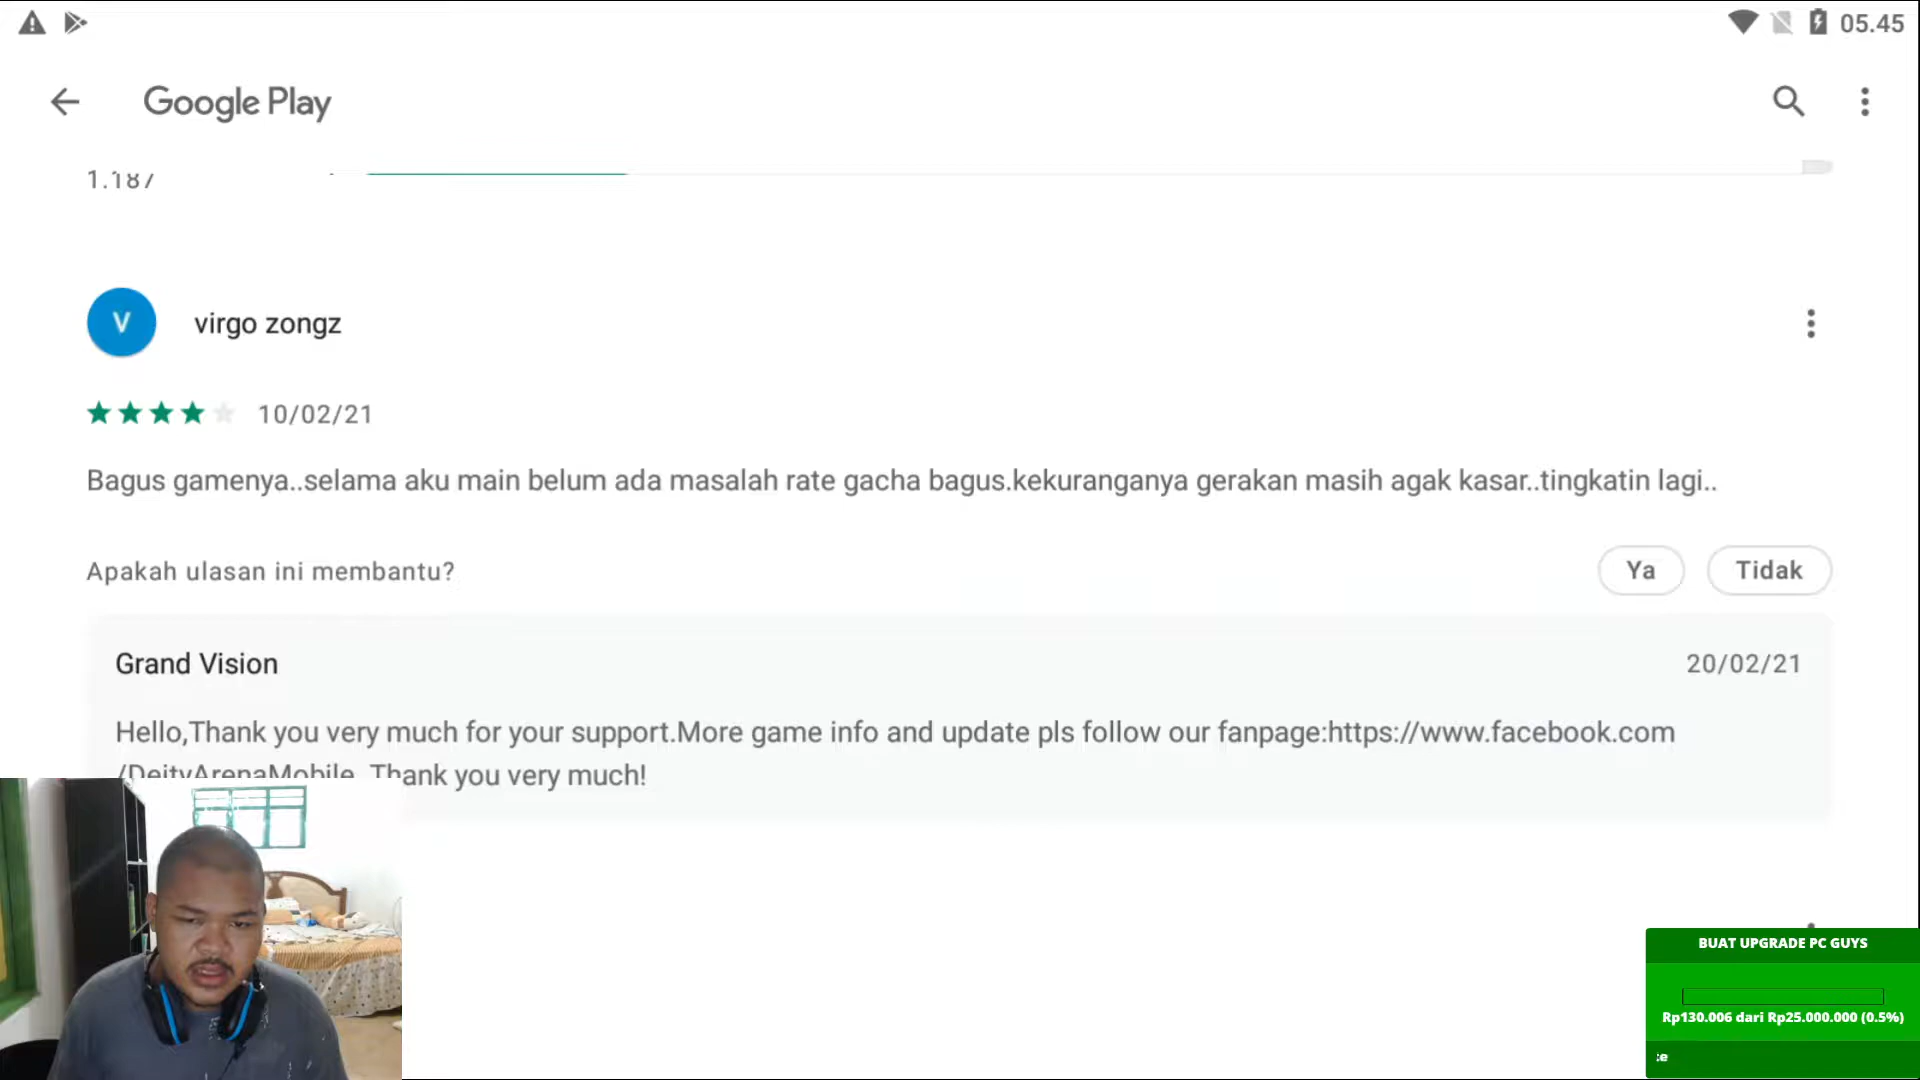 05.45
Google Play
1.187
V
virgo zongz
10/02/21
Bagus gamenya..selama aku main belum ada masalah rate gacha bagus.kekuranganya gerakan masih agak kasar..tingkatin lagi..
Apakah ulasan ini membantu?
Ya
Tidak
Grand Vision
20/02/21
Hello,Thank you very much for your support.More game info and update pls follow our fanpage:https://www.facebook.com
/DeityArenaMobile Thank you very much!
BUAT UPGRADE PC GUYS
Rp130.006 dari Rp25.000.000 (0.5%)